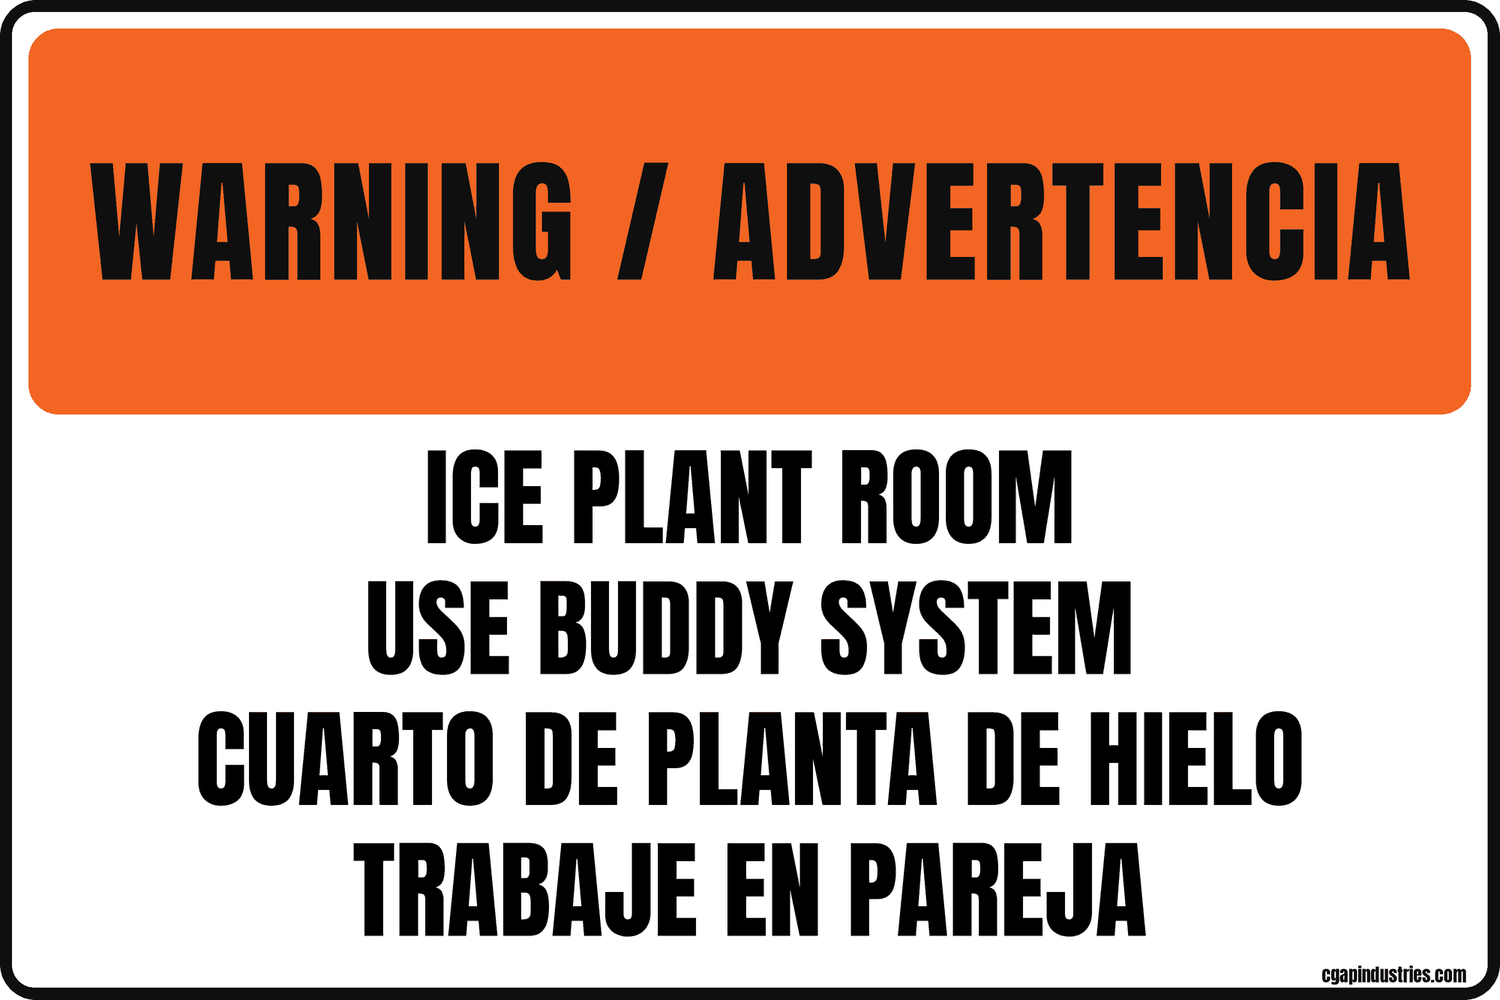 WARNING / ADVERTENCIA
ICE PLANT ROOM
USE BUDDY SYSTEM
CUARTO DE PLANTA DE HIELO
TRABAJE EN PAREJA
cgapindustries.com